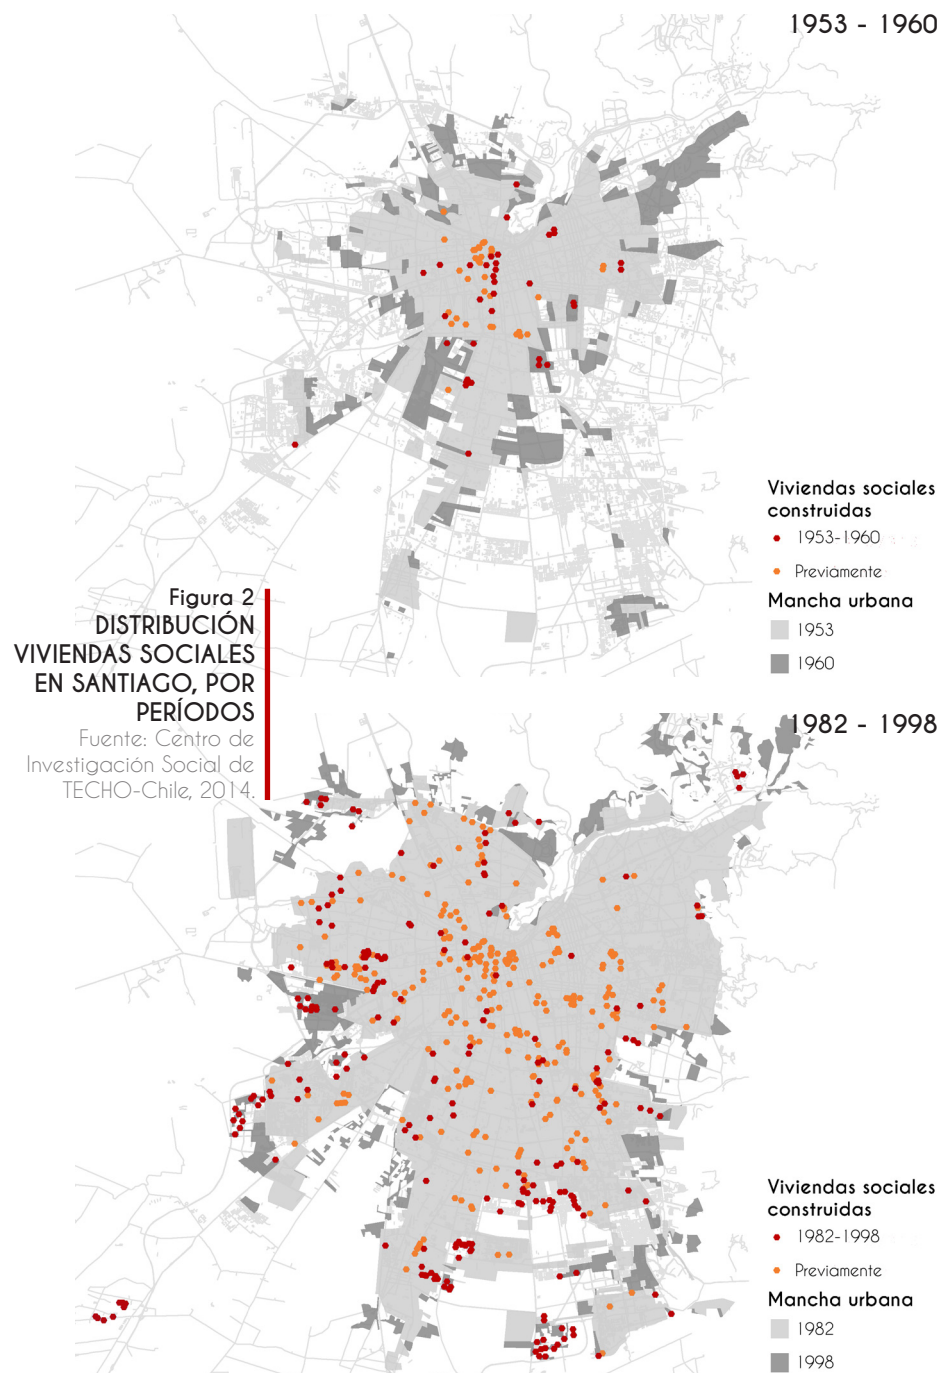 1953 - 1960
Viviendas sociales
construidas
1953-1960
Previamente
Mancha urbana
1953
1960
Figura 2
DISTRIBUCIÓN
VIVIENDAS SOCIALES
EN SANTIAGO, POR
PERÍODOS
Fuente: Centro de
Investigación Social de
TECHO-Chile, 2014.
1982 - 1998
Viviendas sociales
construidas
1982-1998
Previamente
Mancha urbana
1982
1998